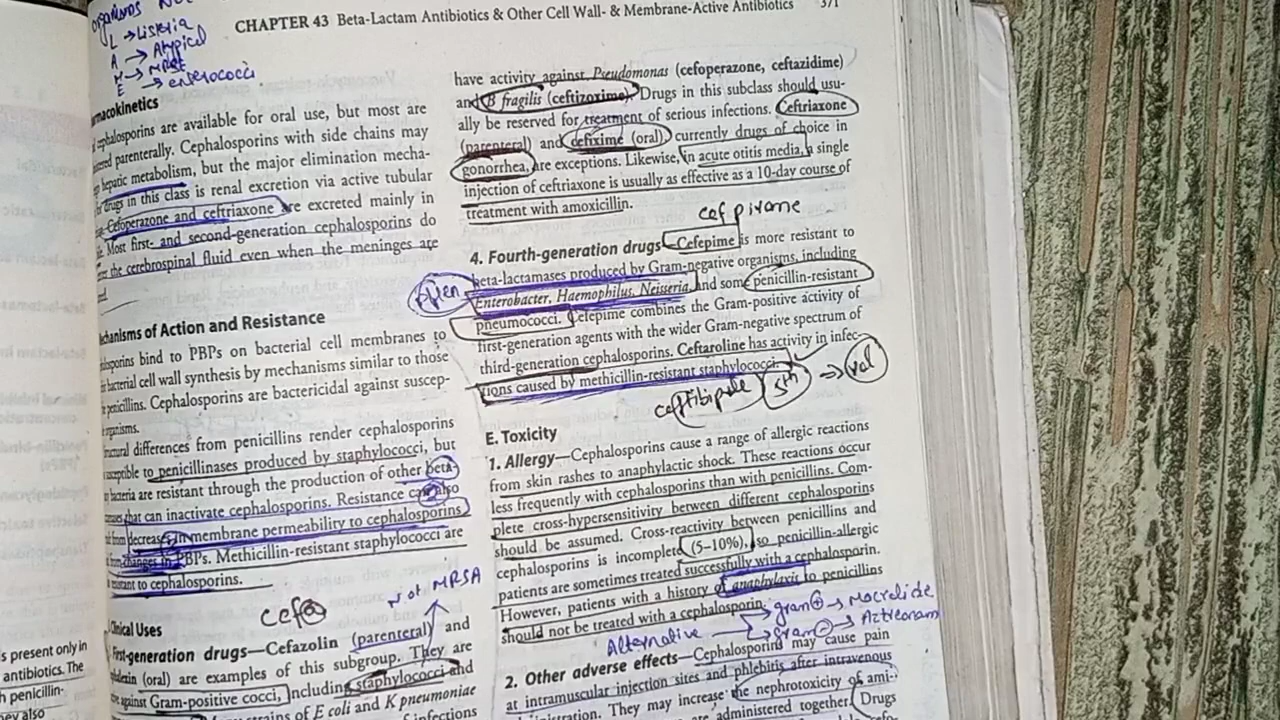 CHAPTER 43 Beta-Lactam Antibiotics & Other Cell Wall- & Membrane-Active Antibiotics 371
L → Listeria
A → Atypical
M → MRSA
E → enterococci
macokinetics
cephalosporins are available for oral use, but most are
parenterally. Cephalosporins with side chains may
hepatic metabolism, but the major elimination mecha-
drugs in this class is renal excretion via active tubular
Cefoperazone and ceftriaxone are excreted mainly in
Most first- and second-generation cephalosporins do
the cerebrospinal fluid even when the meninges are
chanisms of Action and Resistance
bind to PBPs on bacterial cell membranes to
bacterial cell wall synthesis by mechanisms similar to those
penicillins. Cephalosporins are bactericidal against suscep-
organisms.
differences from penicillins render cephalosporins
to penicillinases produced by staphylococci, but
bacteria are resistant through the production of other beta-
that can inactivate cephalosporins. Resistance can also
from decreases in membrane permeability to cephalosporins
from changes in PBPs. Methicillin-resistant staphylococci are
resistant to cephalosporins.
not MRSA
Clinical Uses
First-generation drugs—Cefazolin (parenteral) and
(oral) are examples of this subgroup. They are
against Gram-positive cocci, including staphylococci and
strains of E coli and K pneumoniae
infections
have activity against Pseudomonas (cefoperazone, ceftazidime)
and B fragilis (ceftizoxime). Drugs in this subclass should usu-
ally be reserved for treatment of serious infections. Ceftriaxone
(parenteral) and cefixime (oral), currently drugs of choice in
gonorrhea, are exceptions. Likewise, in acute otitis media, a single
injection of ceftriaxone is usually as effective as a 10-day course of
treatment with amoxicillin.
cefpirome
4. Fourth-generation drugs—Cefepime is more resistant to
beta-lactamases produced by Gram-negative organisms, including
Enterobacter, Haemophilus, Neisseria, and some penicillin-resistant
pneumococci. Cefepime combines the Gram-positive activity of
first-generation agents with the wider Gram-negative spectrum of
third-generation cephalosporins. Ceftaroline has activity in infec-
tions caused by methicillin-resistant staphylococci.
5th
E. Toxicity
1. Allergy—Cephalosporins cause a range of allergic reactions
from skin rashes to anaphylactic shock. These reactions occur
less frequently with cephalosporins than with penicillins. Com-
plete cross-hypersensitivity between different cephalosporins
should be assumed. Cross-reactivity between penicillins and
cephalosporins is incomplete (5–10%), so penicillin-allergic
patients are sometimes treated successfully with a cephalosporin.
However, patients with a history of anaphylaxis to penicillins
should not be treated with a cephalosporin.
Alternative → gram ⊕ → Macrolide
→ gram ⊖ → Aztreonam
2. Other adverse effects—Cephalosporins may cause pain
at intramuscular injection sites and phlebitis after intravenous
They may increase the nephrotoxicity of ami-
are administered together. Drugs
s present only in
antibiotics. The
penicillin-
hey also